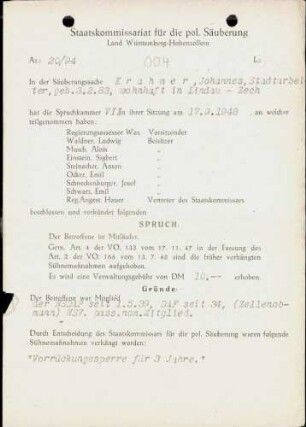 Staatskommissariat für die pol. Säuberung
Land Württemberg-Hohenzollern
Az: 20/94 004 L:
In der Säuberungssache Krahmer, Johannes, Stadtarbei-
ter, geb. 3.2.83, wohnhaft in Lindau - Zech
hat die Spruchkammer VII in ihrer Sitzung am 17.9.1948, an welcher
teilgenommen haben:
Regierungsassessor Wax Vorsitzender
Waldner, Ludwig Beisitzer
Musch, Alois "
Einstein, Sigbert "
Steinacher, Anton "
Ocker, Emil "
Schneckenburger, Josef "
Schwarz, Emil "
Reg.Angest. Hauer Vertreter des Staatskommissars
beschlossen und verkündet folgenden
SPRUCH.
Der Betroffene ist Mitläufer.
Gem. Art. 4 der VO. 133 vom 17. 11. 47 in der Fassung des
Art. 2 der VO. 166 vom 13. 7. 48 sind die früher verhängten
Sühnemaßnahmen aufgehoben.
Es wird eine Verwaltungsgebühr von DM 10,-- erhoben.
Gründe:
Der Betroffene war Mitglied
der NSDAP seit 1.5.39, DAF seit 34, (Zellenob-
mann) NSV.
Durch Entscheidung des Staatskommissars für die pol. Säuberung waren folgende
Sühnemaßnahmen verhängt worden:
"Vorrückungssperre für 3 Jahre."